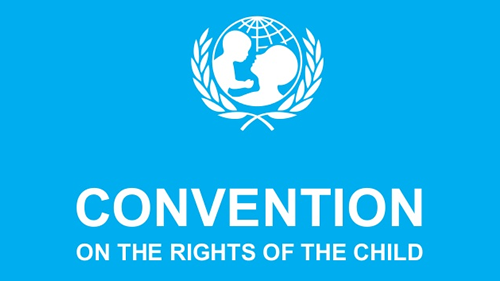 CONVENTION
ON THE RIGHTS OF THE CHILD